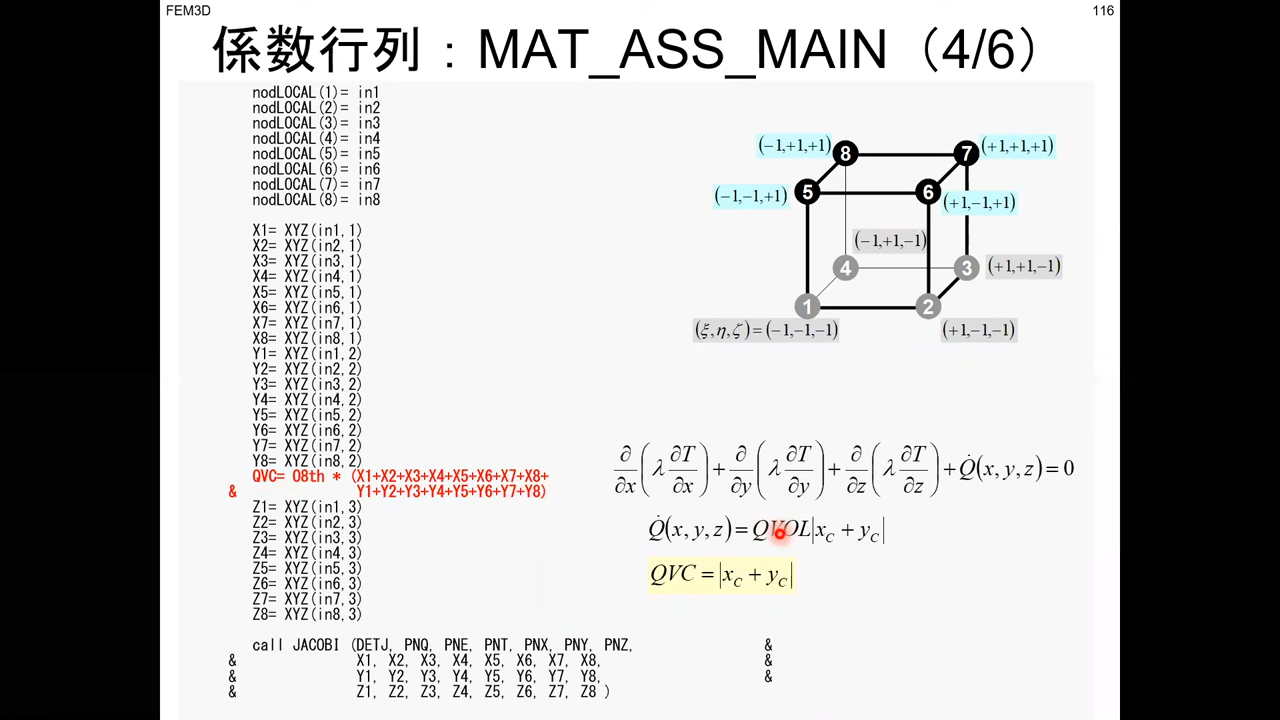 FEM3D
116
係数行列：MAT_ASS_MAIN（4/6）
nodLOCAL(1)= in1
nodLOCAL(2)= in2
nodLOCAL(3)= in3
nodLOCAL(4)= in4
nodLOCAL(5)= in5
nodLOCAL(6)= in6
nodLOCAL(7)= in7
nodLOCAL(8)= in8
X1= XYZ(in1,1)
X2= XYZ(in2,1)
X3= XYZ(in3,1)
X4= XYZ(in4,1)
X5= XYZ(in5,1)
X6= XYZ(in6,1)
X7= XYZ(in7,1)
X8= XYZ(in8,1)
Y1= XYZ(in1,2)
Y2= XYZ(in2,2)
Y3= XYZ(in3,2)
Y4= XYZ(in4,2)
Y5= XYZ(in5,2)
Y6= XYZ(in6,2)
Y7= XYZ(in7,2)
Y8= XYZ(in8,2)
QVC= O8th * (X1+X2+X3+X4+X5+X6+X7+X8+
& Y1+Y2+Y3+Y4+Y5+Y6+Y7+Y8)
Z1= XYZ(in1,3)
Z2= XYZ(in2,3)
Z3= XYZ(in3,3)
Z4= XYZ(in4,3)
Z5= XYZ(in5,3)
Z6= XYZ(in6,3)
Z7= XYZ(in7,3)
Z8= XYZ(in8,3)
call JACOBI (DETJ, PNQ, PNE, PNT, PNX, PNY, PNZ, &
& X1, X2, X3, X4, X5, X6, X7, X8, &
& Y1, Y2, Y3, Y4, Y5, Y6, Y7, Y8, &
& Z1, Z2, Z3, Z4, Z5, Z6, Z7, Z8 )
(−1,+1,+1) 8 7 (+1,+1,+1)
(−1,−1,+1) 5 6 (+1,−1,+1)
(−1,+1,−1)
4 3 (+1,+1,−1)
1 2
(ξ,η,ζ)=(−1,−1,−1) (+1,−1,−1)
∂/∂x(λ ∂T/∂x)+∂/∂y(λ ∂T/∂y)+∂/∂z(λ ∂T/∂z)+Q̇(x,y,z)=0
Q̇(x,y,z)=QVOL|x_C+y_C|
QVC=|x_C+y_C|